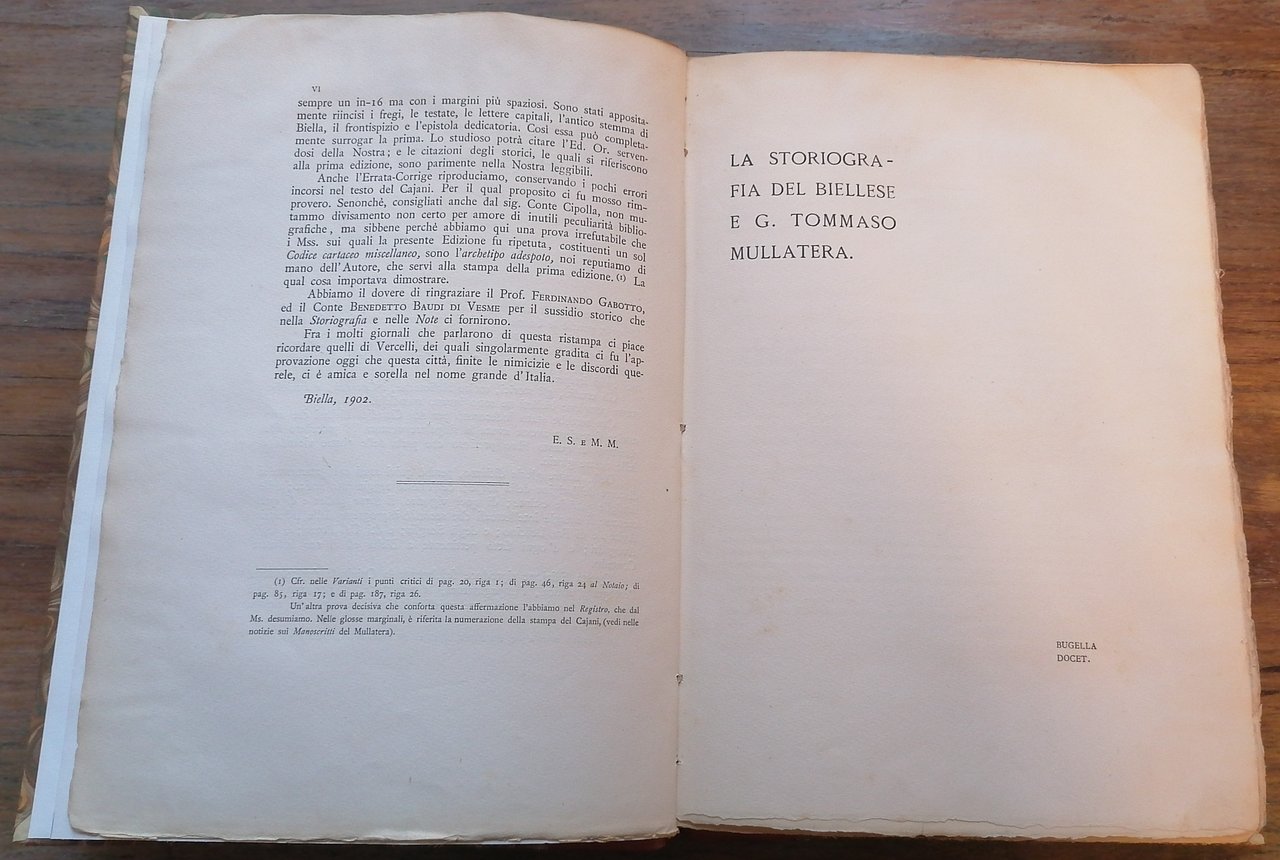 VI
sempre un in-16 ma con i margini più spaziosi. Sono stati apposita-
mente riincisi i fregi, le testate, le lettere capitali, l'antico stemma di
Biella, il frontispizio e l'epistola dedicatoria. Così essa può completa-
mente surrogar la prima. Lo studioso potrà citare l'Ed. Or. serven-
dosi della Nostra; e le citazioni degli storici, le quali si riferiscono
alla prima edizione, sono parimente nella Nostra leggibili.
Anche l'Errata-Corrige riproduciamo, conservando i pochi errori
incorsi nel testo del Cajani. Per il qual proposito ci fu mosso rim-
provero. Senonché, consigliati anche dal sig. Conte Cipolla, non mu-
tammo divisamento non certo per amore di inutili peculiarità biblio-
grafiche, ma sibbene perché abbiamo qui una prova irrefutabile che
i Mss. sui quali la presente Edizione fu ripetuta, costituenti un sol
Codice cartaceo miscellaneo, sono l'archetipo adespoto, noi reputiamo di
mano dell'Autore, che servì alla stampa della prima edizione.(1) La
qual cosa importava dimostrare.
Abbiamo il dovere di ringraziare il Prof. FERDINANDO GABOTTO,
ed il Conte BENEDETTO BAUDI DI VESME per il sussidio storico che
nella Storiografia e nelle Note ci fornirono.
Fra i molti giornali che parlarono di questa ristampa ci piace
ricordare quelli di Vercelli, dei quali singolarmente gradita ci fu l'ap-
provazione oggi che questa città, finite le nimicizie e le discordi que-
rele, ci è amica e sorella nel nome grande d'Italia.
Biella, 1902.
E. S. E M. M.
(1) Cfr. nelle Varianti i punti critici di pag. 20, riga 1; di pag. 46, riga 24 al Notaio; di
pag. 85, riga 17; e di pag. 187, riga 26.
Un'altra prova decisiva che conforta questa affermazione l'abbiamo nel Registro, che dal
Ms. desumiamo. Nelle glosse marginali, è riferita la numerazione della stampa del Cajani, (vedi nelle
notizie sui Manoscritti del Mullatera).
LA STORIOGRA-
FIA DEL BIELLESE
E G. TOMMASO
MULLATERA.
BUGELLA
DOCET.